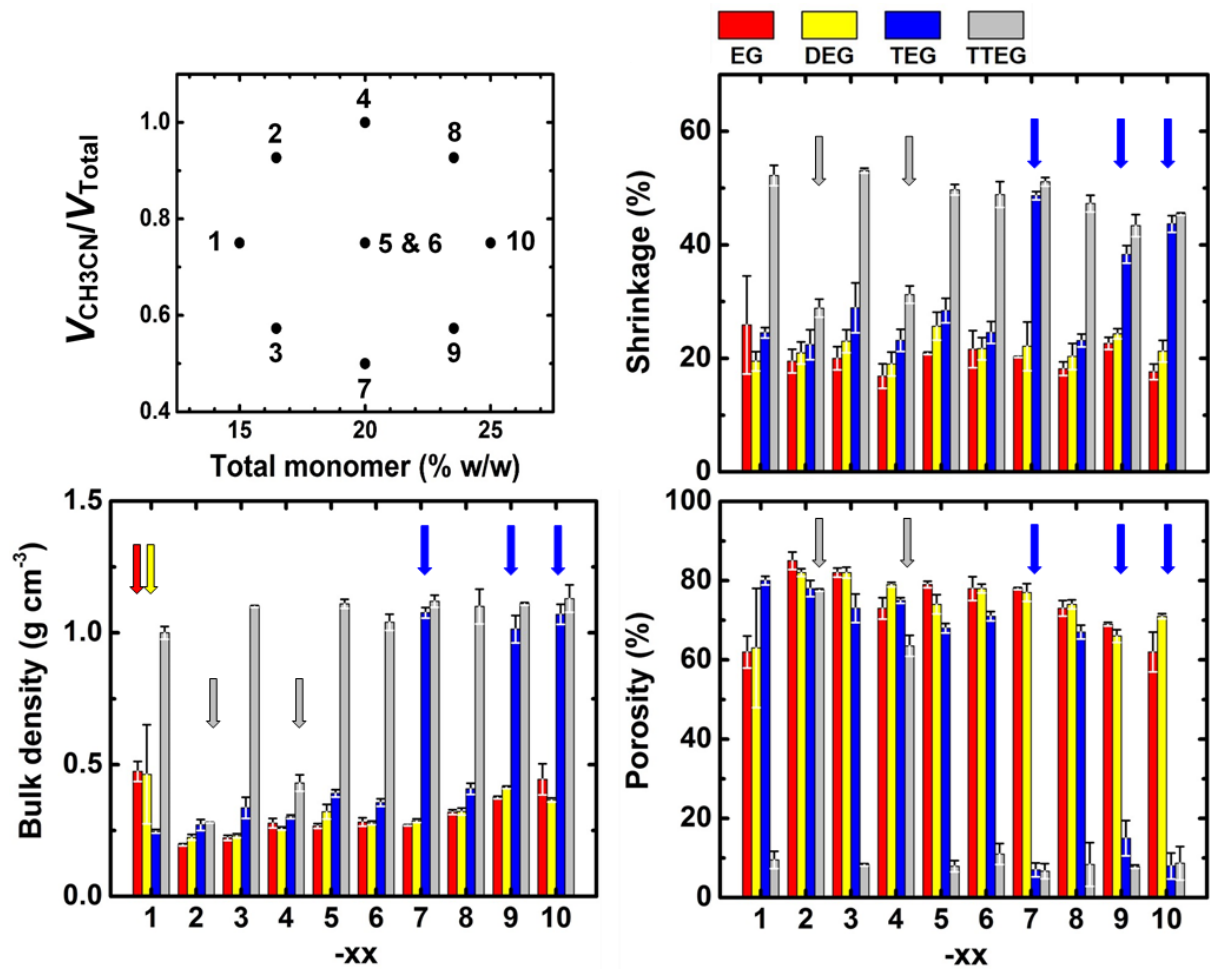 EG DEG TEG TTEG
V_CH3CN/V_Total
1.0
0.8
0.6
0.4
4
2 8
1 5 & 6 10
3 9
7
15 20 25
Total monomer (% w/w)
Shrinkage (%)
60
40
20
0
Bulk density (g cm⁻³)
1.5
1.0
0.5
0.0
1 2 3 4 5 6 7 8 9 10
-xx
Porosity (%)
100
80
60
40
20
0
1 2 3 4 5 6 7 8 9 10
-xx